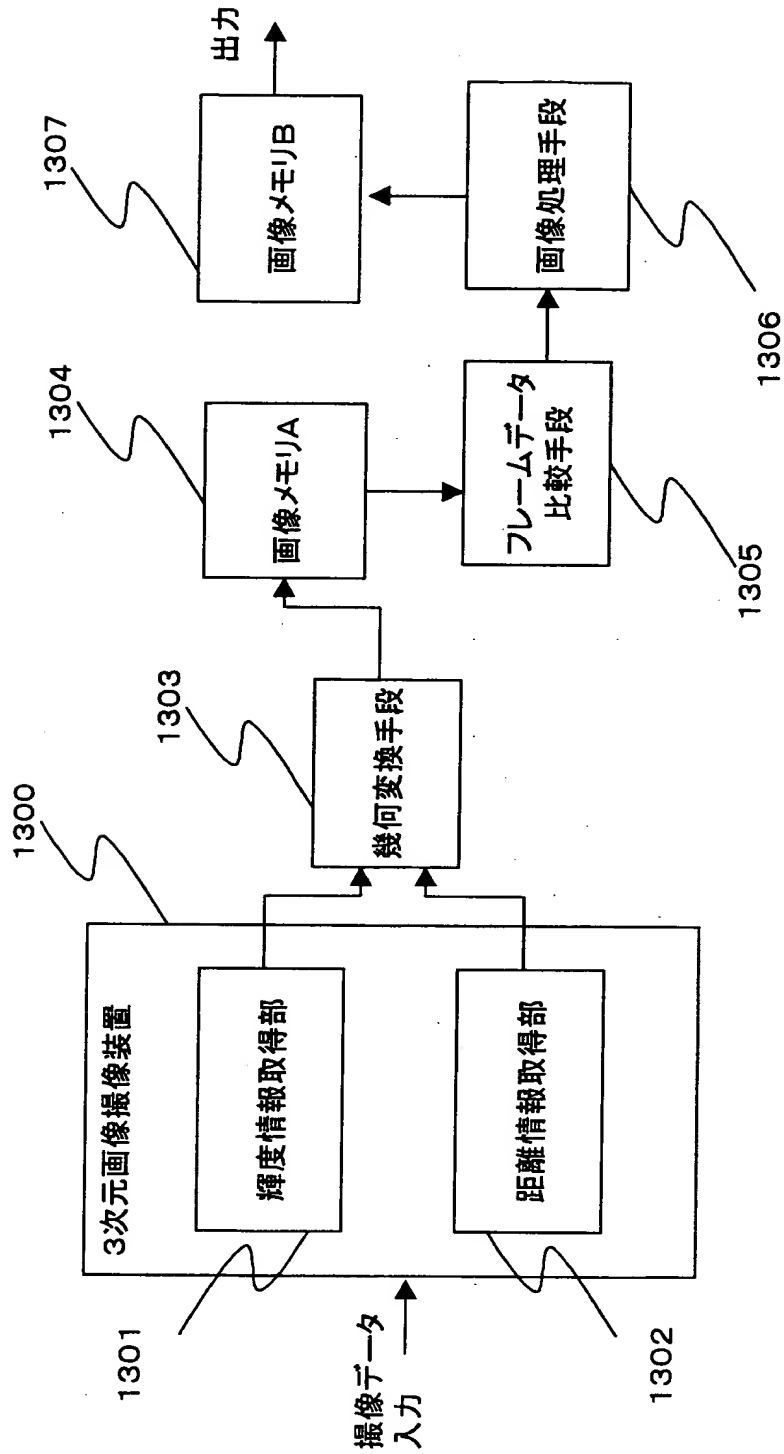 1300
3次元画像撮像装置
1301
輝度情報取得部
撮像データ
入力
距離情報取得部
1302
1303
幾何変換手段
1304
画像メモリA
フレームデータ
比較手段
1305
画像処理手段
1306
1307
画像メモリB
出力